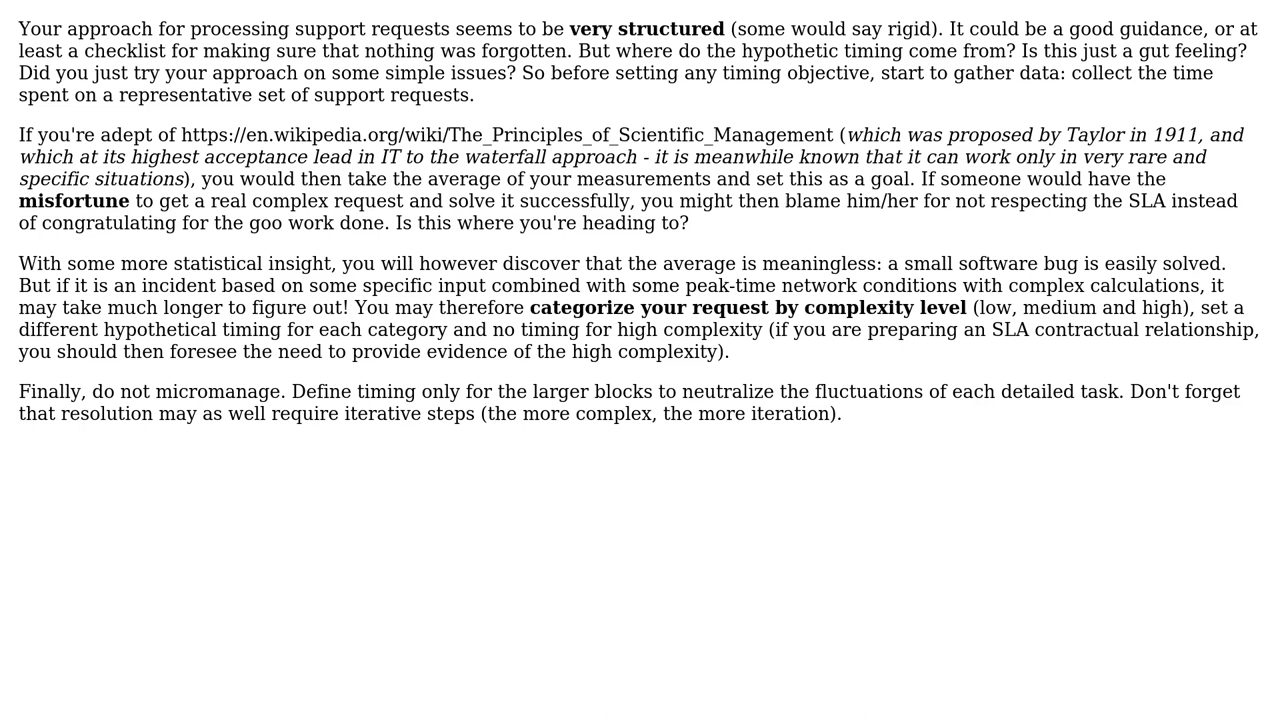 Your approach for processing support requests seems to be very structured (some would say rigid). It could be a good guidance, or at
least a checklist for making sure that nothing was forgotten. But where do the hypothetic timing come from? Is this just a gut feeling?
Did you just try your approach on some simple issues? So before setting any timing objective, start to gather data: collect the time
spent on a representative set of support requests.
If you're adept of https://en.wikipedia.org/wiki/The_Principles_of_Scientific_Management (which was proposed by Taylor in 1911, and
which at its highest acceptance lead in IT to the waterfall approach - it is meanwhile known that it can work only in very rare and
specific situations), you would then take the average of your measurements and set this as a goal. If someone would have the
misfortune to get a real complex request and solve it successfully, you might then blame him/her for not respecting the SLA instead
of congratulating for the goo work done. Is this where you're heading to?
With some more statistical insight, you will however discover that the average is meaningless: a small software bug is easily solved.
But if it is an incident based on some specific input combined with some peak-time network conditions with complex calculations, it
may take much longer to figure out! You may therefore categorize your request by complexity level (low, medium and high), set a
different hypothetical timing for each category and no timing for high complexity (if you are preparing an SLA contractual relationship,
you should then foresee the need to provide evidence of the high complexity).
Finally, do not micromanage. Define timing only for the larger blocks to neutralize the fluctuations of each detailed task. Don't forget
that resolution may as well require iterative steps (the more complex, the more iteration).